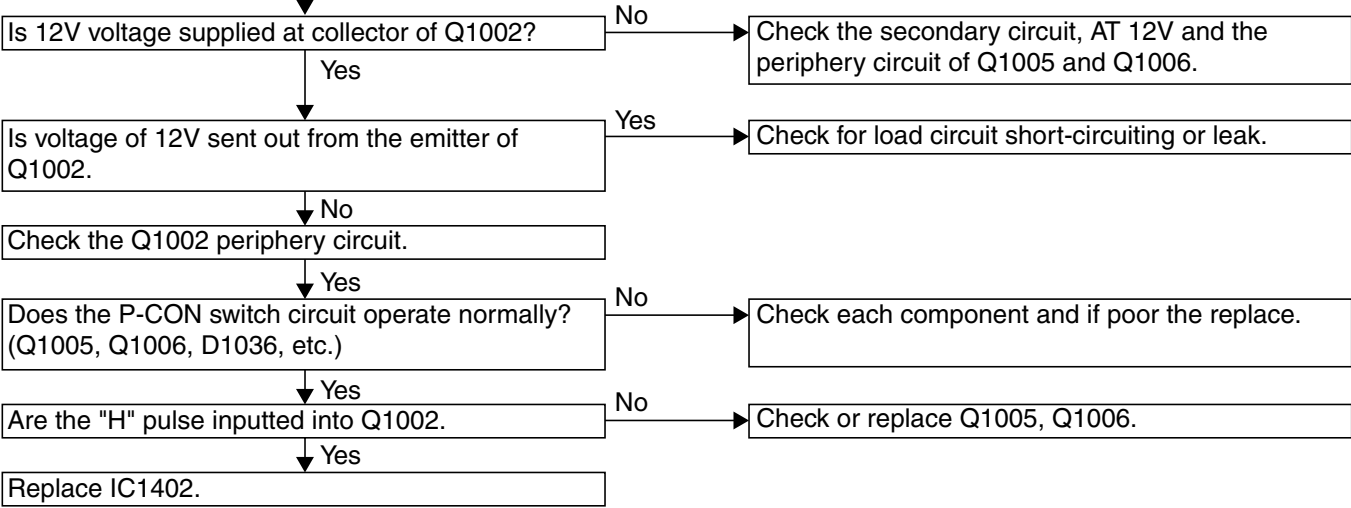 Is 12V voltage supplied at collector of Q1002?
No
Check the secondary circuit, AT 12V and the
periphery circuit of Q1005 and Q1006.
Yes
Is voltage of 12V sent out from the emitter of
Q1002.
Yes
Check for load circuit short-circuiting or leak.
No
Check the Q1002 periphery circuit.
Yes
Does the P-CON switch circuit operate normally?
(Q1005, Q1006, D1036, etc.)
No
Check each component and if poor the replace.
Yes
Are the "H" pulse inputted into Q1002.
No
Check or replace Q1005, Q1006.
Yes
Replace IC1402.